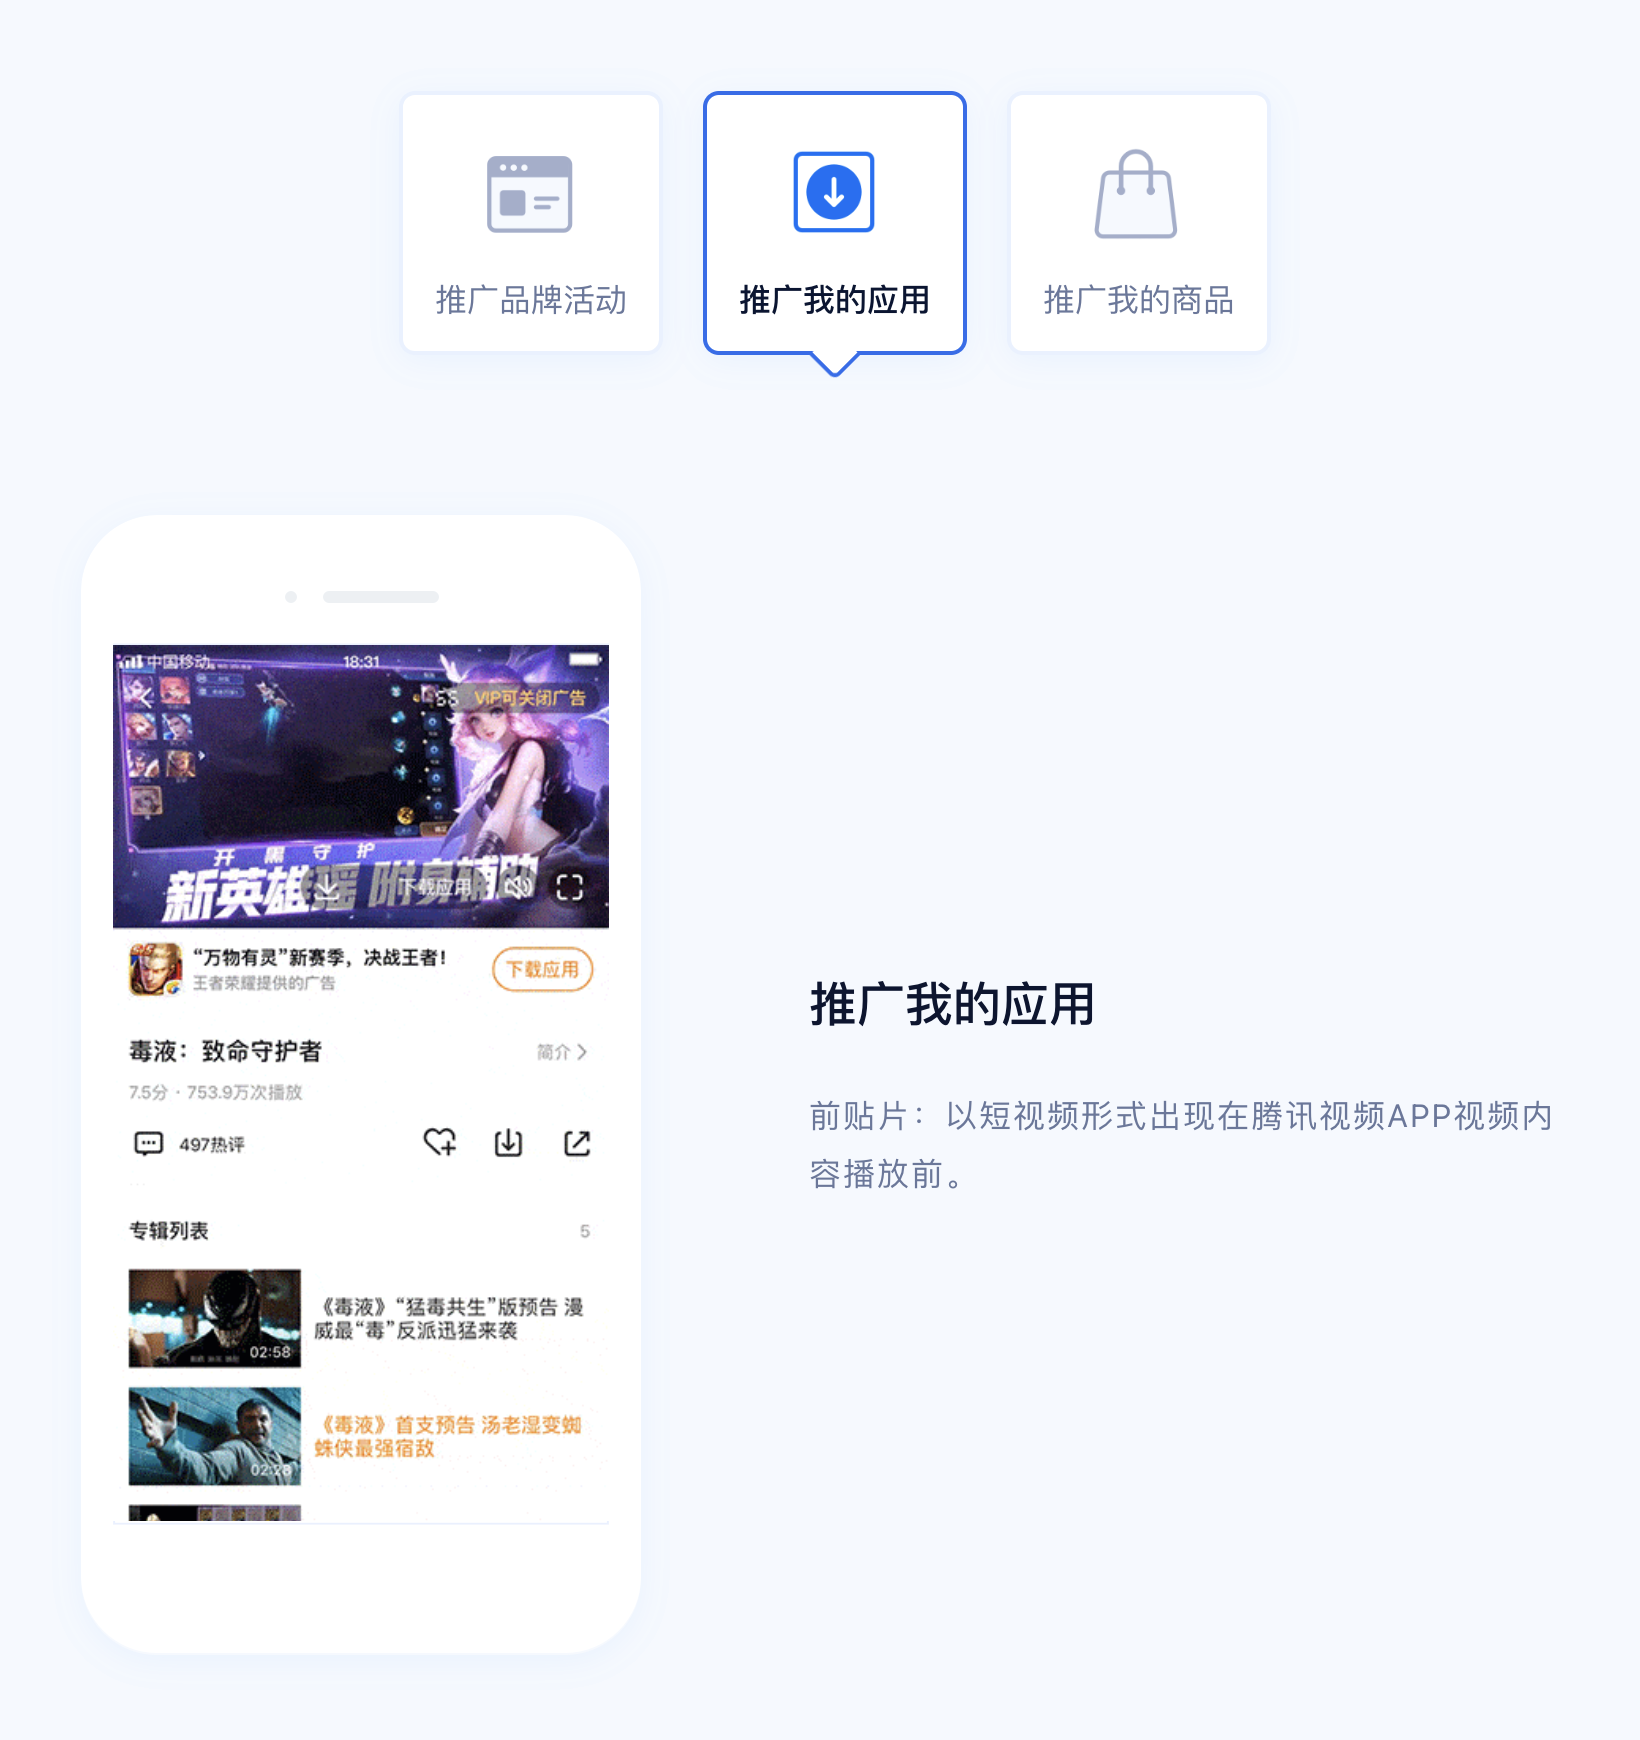 推广品牌活动
推广我的应用
推广我的商品
中国移动
18:31
55
VIP可关闭广告
开黑守护
新英雄瑶 附身辅助
下载应用
“万物有灵”新赛季，决战王者！
王者荣耀提供的广告
下载应用
毒液：致命守护者
简介
7.5分 · 753.9万次播放
497热评
专辑列表
5
《毒液》“猛毒共生”版预告 漫
威最“毒”反派迅猛来袭
02:58
《毒液》首支预告 汤老湿变蜘
蛛侠最强宿敌
02:28
推广我的应用
前贴片：以短视频形式出现在腾讯视频APP视频内
容播放前。